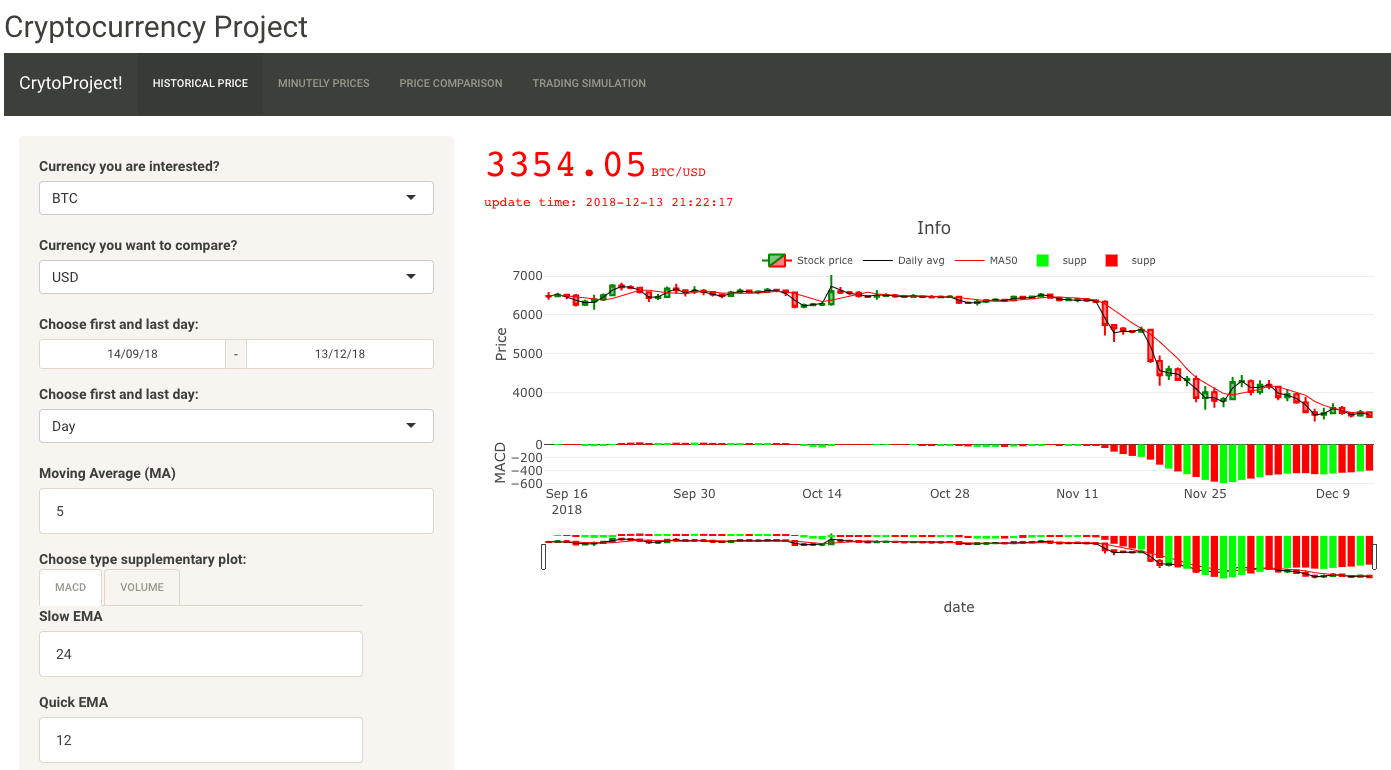 Cryptocurrency Project
CrytoProject! HISTORICAL PRICE MINUTELY PRICES PRICE COMPARISON TRADING SIMULATION
Currency you are interested?
BTC
Currency you want to compare?
USD
Choose first and last day:
14/09/18 - 13/12/18
Choose first and last day:
Day
Moving Average (MA)
5
Choose type supplementary plot:
MACD VOLUME
Slow EMA
24
Quick EMA
12
3354.05 BTC/USD
update time: 2018-12-13 21:22:17
Info
Stock price Daily avg MA50 supp supp
7000
6000
5000
4000
Price
0
−200
−400
−600
MACD
Sep 16 Sep 30 Oct 14 Oct 28 Nov 11 Nov 25 Dec 9
2018
date